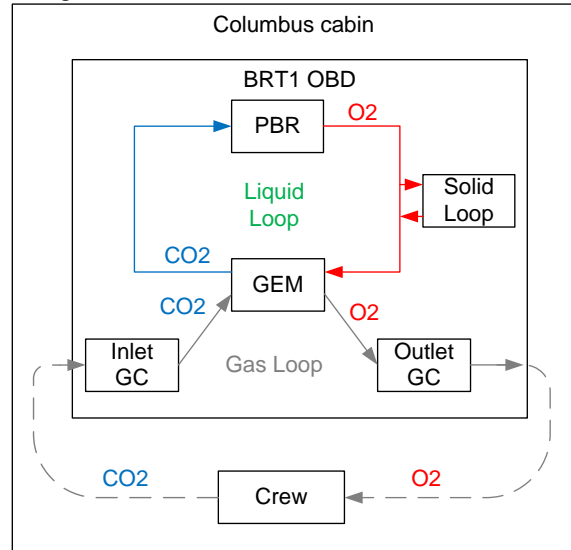 Columbus cabin
BRT1 OBD
PBR
O2
Solid
Loop
Liquid
Loop
CO2
GEM
CO2
O2
Inlet
GC
Gas Loop
Outlet
GC
CO2
Crew
O2